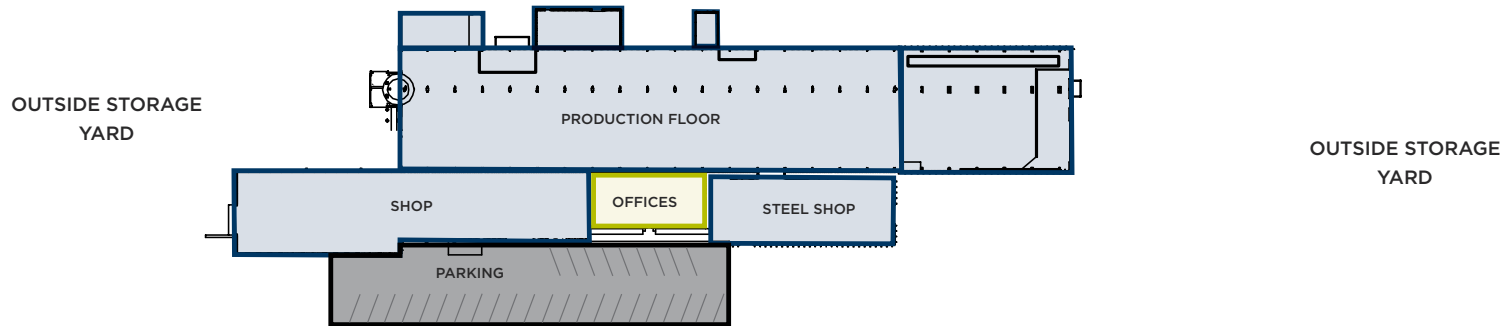 OUTSIDE STORAGE
YARD
PRODUCTION FLOOR
OUTSIDE STORAGE
YARD
SHOP
OFFICES
STEEL SHOP
PARKING